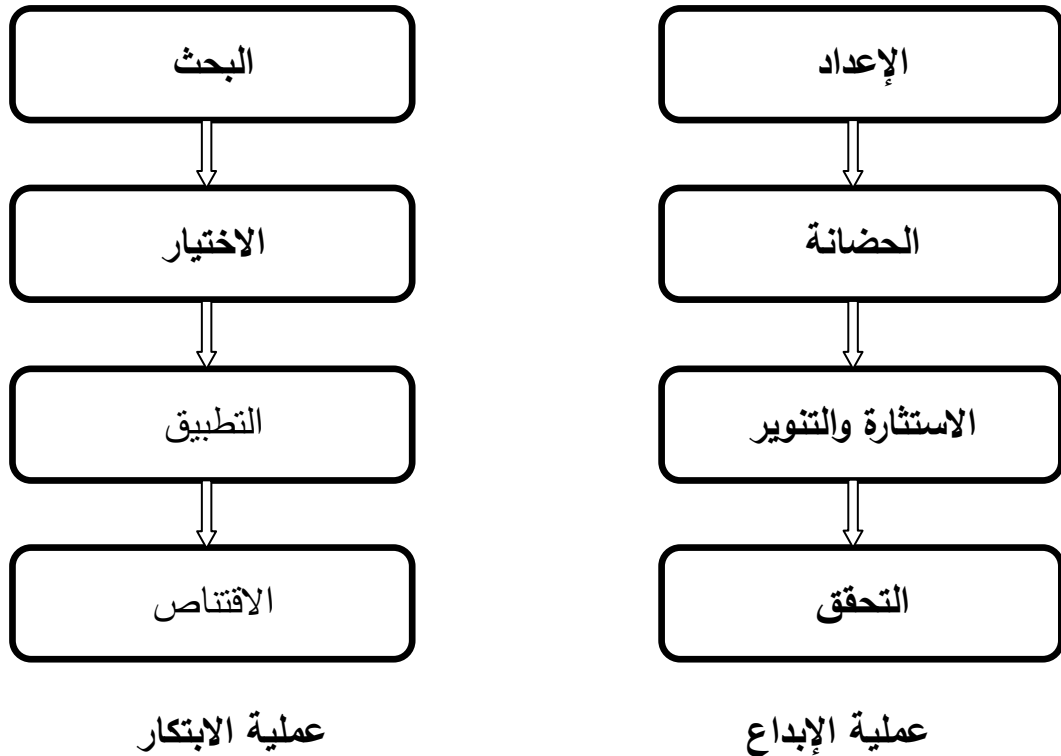 الإعداد
الحضانة
الاستثارة والتنوير
التحقق
عملية الإبداع
البحث
الاختيار
التطبيق
الاقتناص
عملية الابتكار